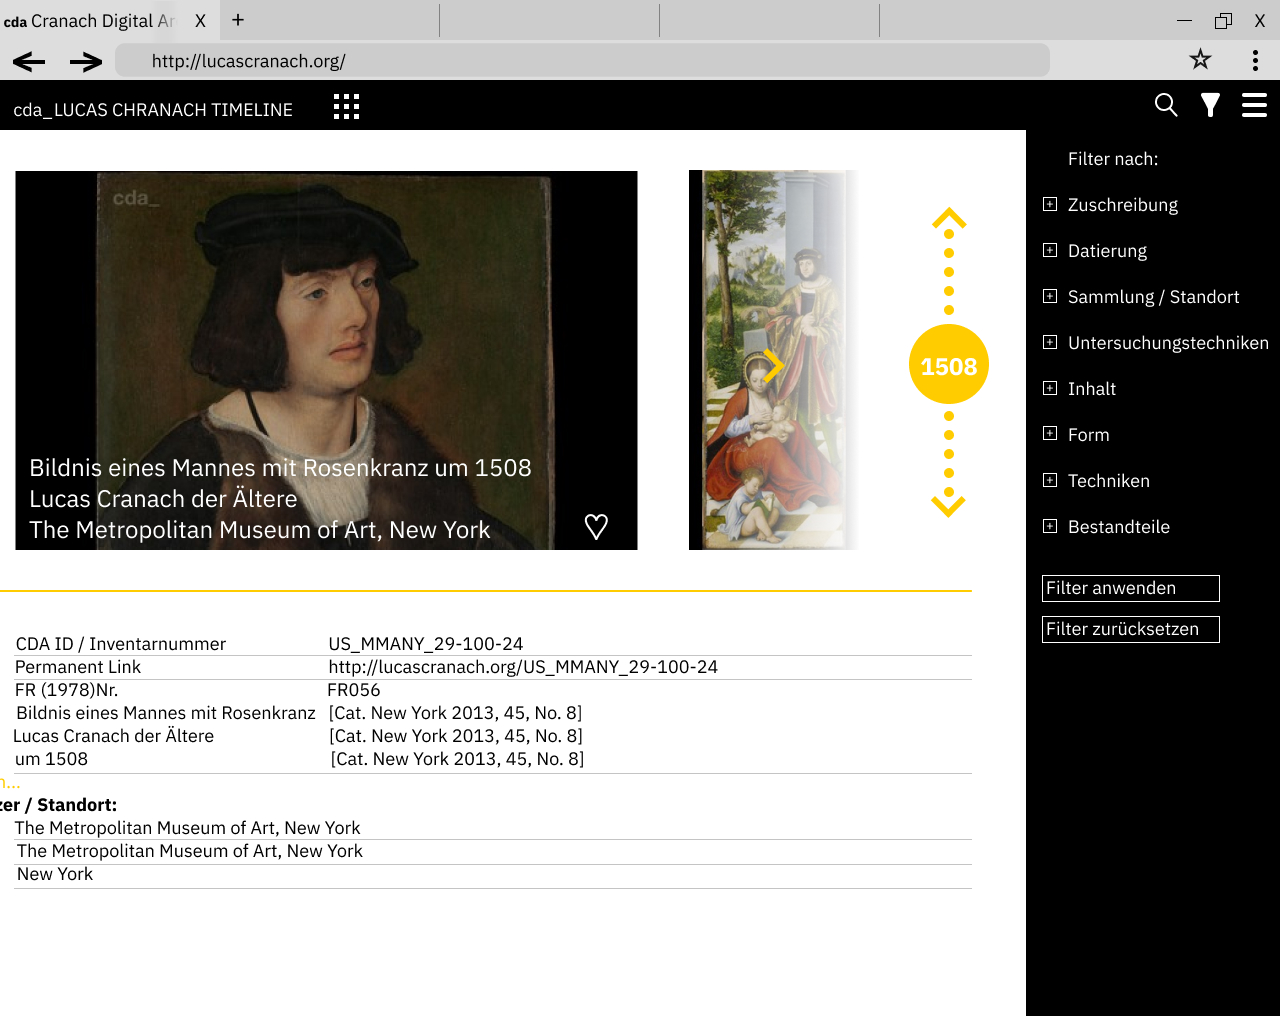 cda Cranach Digital Ar X +
X
http://lucascranach.org/
cda_LUCAS CHRANACH TIMELINE
cda_
Bildnis eines Mannes mit Rosenkranz um 1508
Lucas Cranach der Ältere
The Metropolitan Museum of Art, New York
1508
Filter nach:
Zuschreibung
Datierung
Sammlung / Standort
Untersuchungstechniken
Inhalt
Form
Techniken
Bestandteile
Filter anwenden
Filter zurücksetzen
CDA ID / Inventarnummer US_MMANY_29-100-24
Permanent Link http://lucascranach.org/US_MMANY_29-100-24
FR (1978)Nr. FR056
Bildnis eines Mannes mit Rosenkranz [Cat. New York 2013, 45, No. 8]
Lucas Cranach der Ältere [Cat. New York 2013, 45, No. 8]
um 1508 [Cat. New York 2013, 45, No. 8]
n...
zer / Standort:
The Metropolitan Museum of Art, New York
The Metropolitan Museum of Art, New York
New York